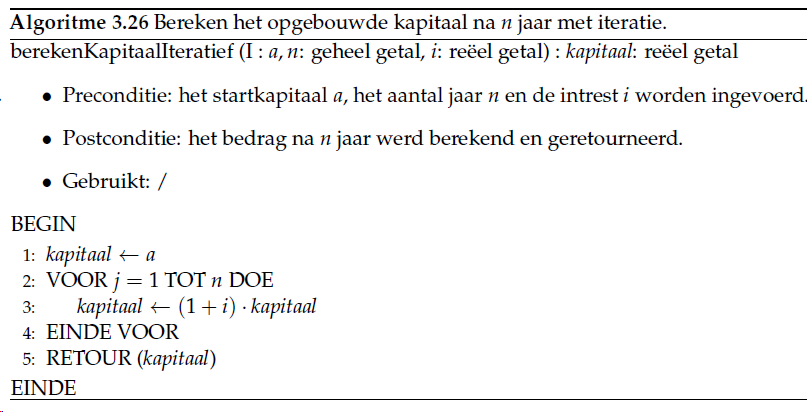 Algoritme 3.26 Bereken het opgebouwde kapitaal na n jaar met iteratie.
berekenKapitaalIteratief (I : a, n: geheel getal, i: reëel getal) : kapitaal: reëel getal
• Preconditie: het startkapitaal a, het aantal jaar n en de intrest i worden ingevoerd.
• Postconditie: het bedrag na n jaar werd berekend en geretourneerd.
• Gebruikt: /
BEGIN
1: kapitaal ← a
2: VOOR j = 1 TOT n DOE
3: kapitaal ← (1 + i) · kapitaal
4: EINDE VOOR
5: RETOUR (kapitaal)
EINDE